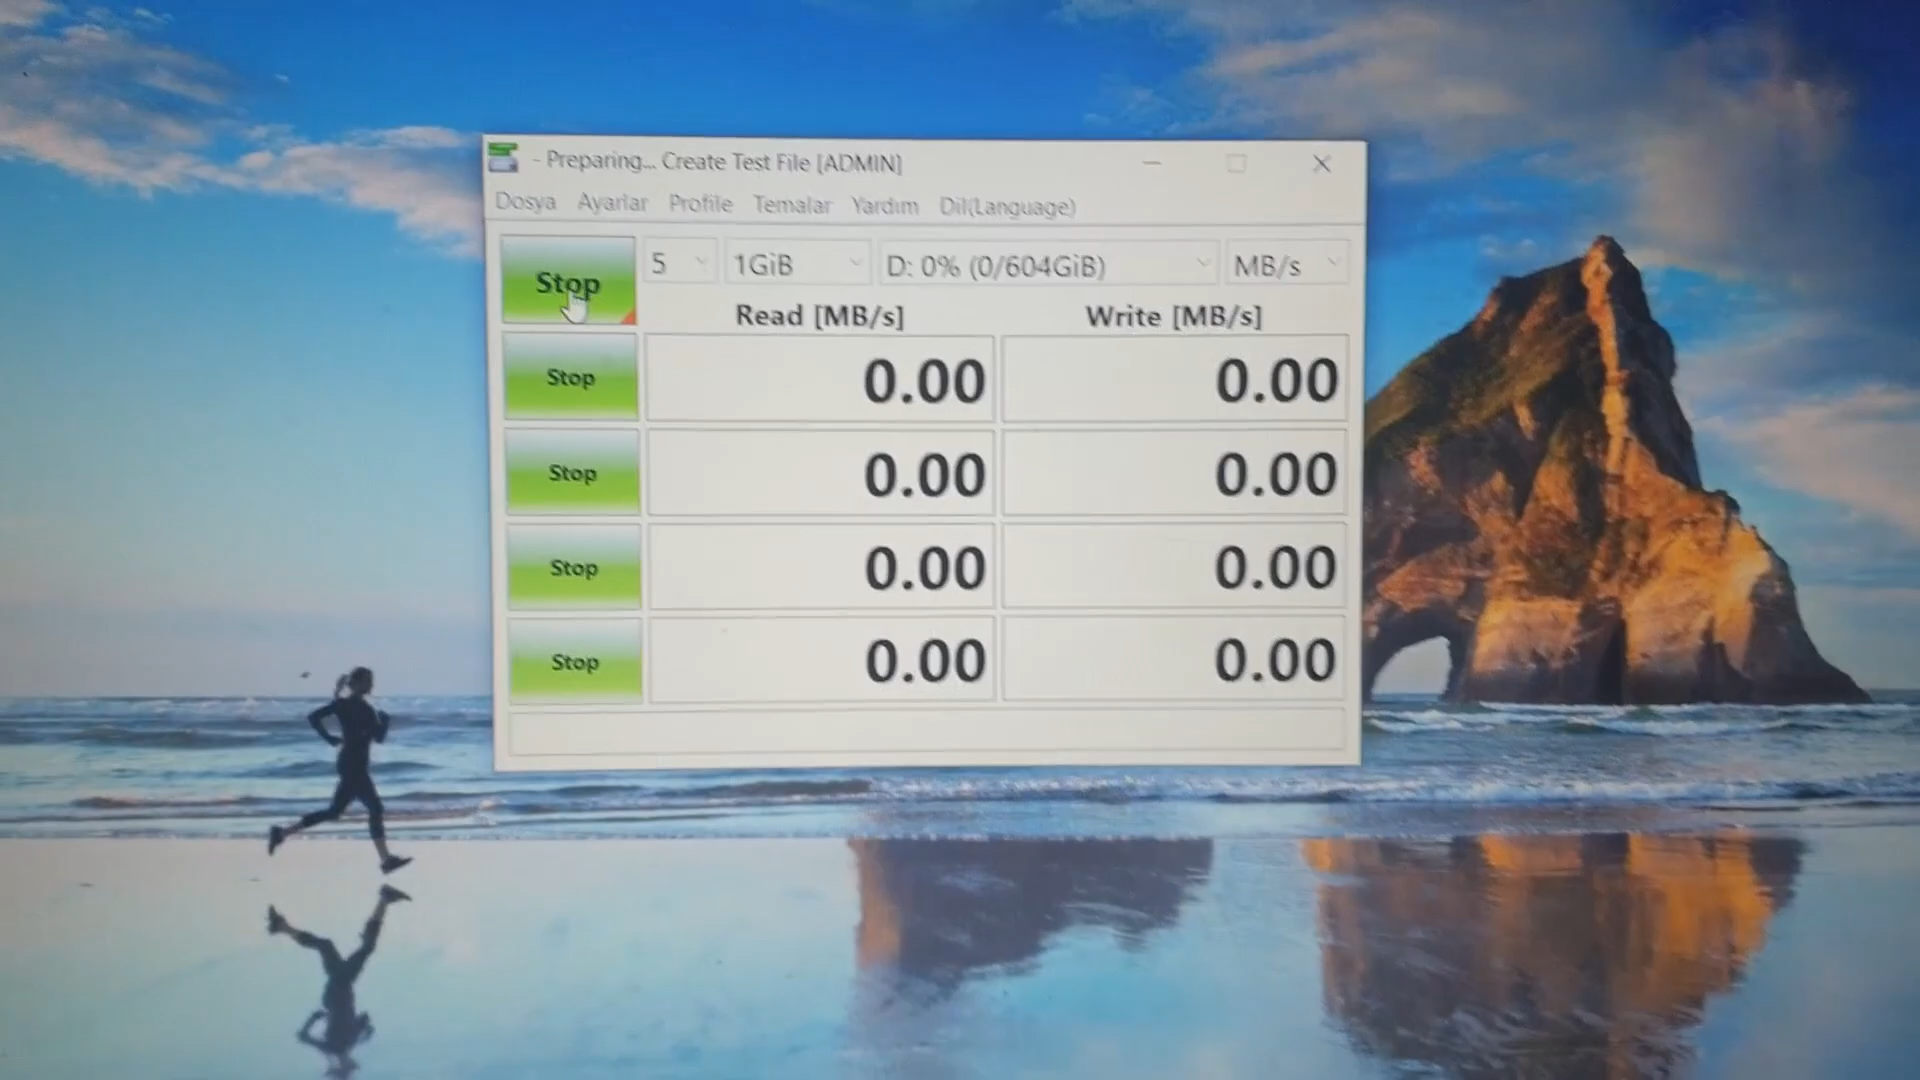 - Preparing... Create Test File [ADMIN]
Dosya Ayarlar Profile Temalar Yardım Dil(Language)
Stop 5 1GiB D: 0% (0/604GiB) MB/s
Read [MB/s] Write [MB/s]
Stop 0.00 0.00
Stop 0.00 0.00
Stop 0.00 0.00
Stop 0.00 0.00